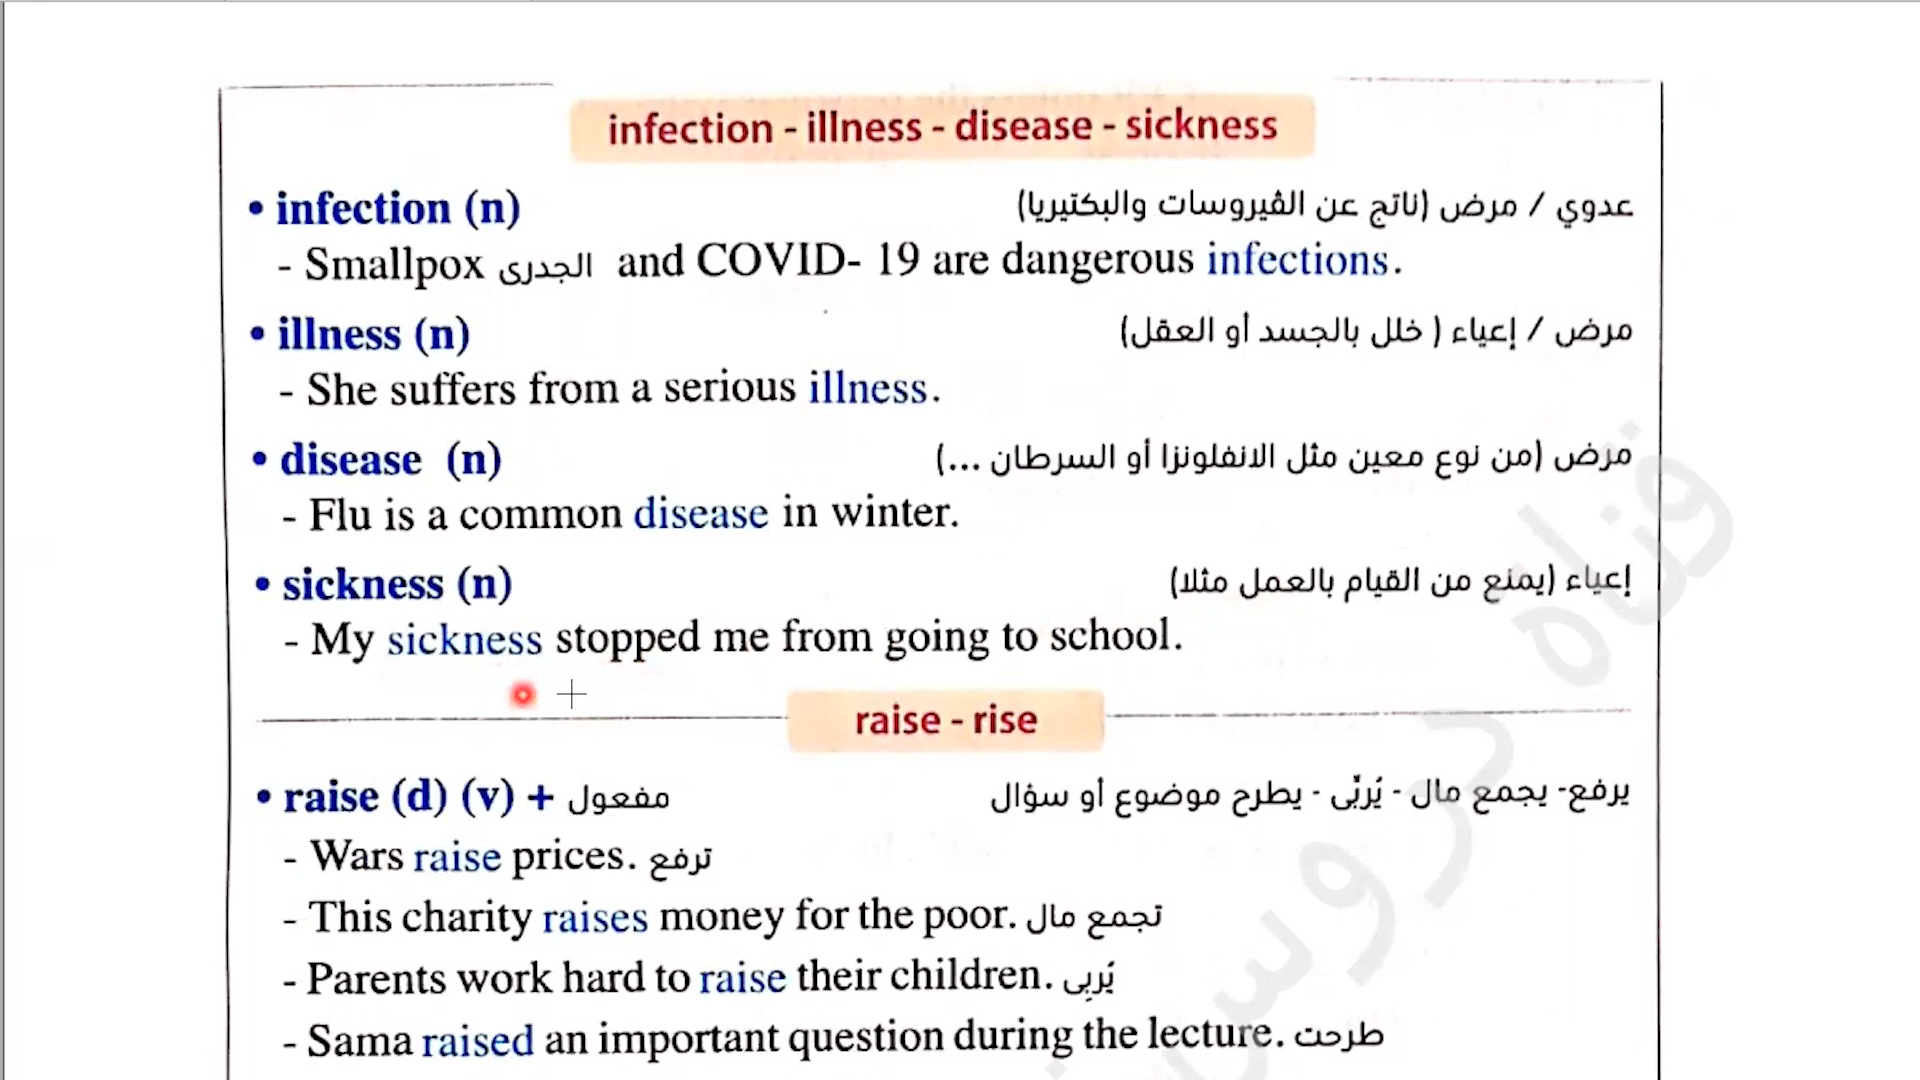 infection - illness - disease - sickness
• infection (n) عدوي / مرض (ناتج عن الڤيروسات والبكتيريا)
- Smallpox الجدرى and COVID- 19 are dangerous infections.
• illness (n) مرض / إعياء ( خلل بالجسد أو العقل)
- She suffers from a serious illness.
• disease (n) مرض (من نوع معين مثل الانفلونزا أو السرطان ...)
- Flu is a common disease in winter.
• sickness (n) إعياء (يمنع من القيام بالعمل مثلا)
- My sickness stopped me from going to school.
raise - rise
• raise (d) (v) + مفعول يرفع- يجمع مال - يُربِّى - يطرح موضوع أو سؤال
- Wars raise prices. ترفع
- This charity raises money for the poor. تجمع مال
- Parents work hard to raise their children. يُربِى
- Sama raised an important question during the lecture. طرحت
قناة دروس